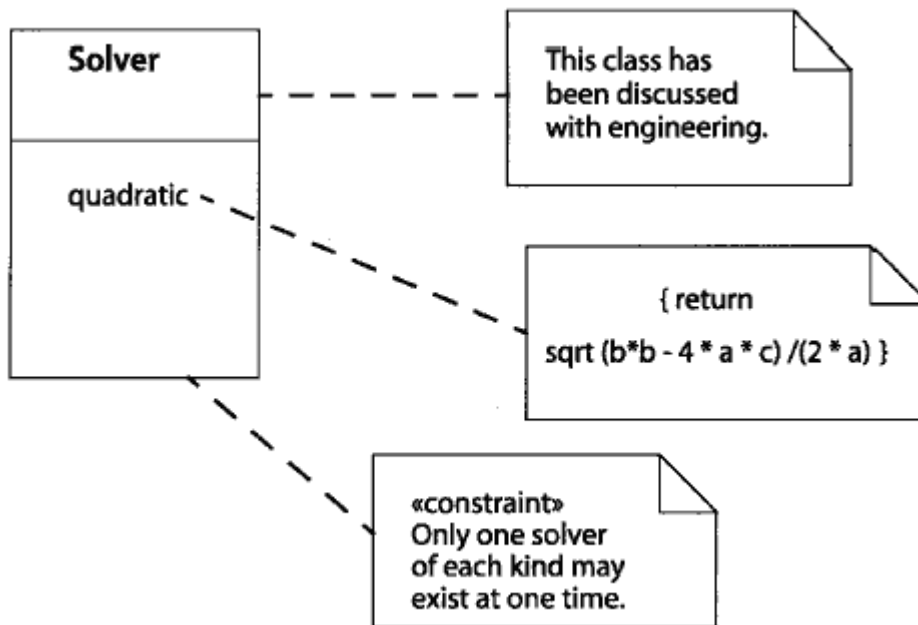 Solver
quadratic
This class has
been discussed
with engineering.
{ return
sqrt (b*b - 4 * a * c) /(2 * a) }
«constraint»
Only one solver
of each kind may
exist at one time.